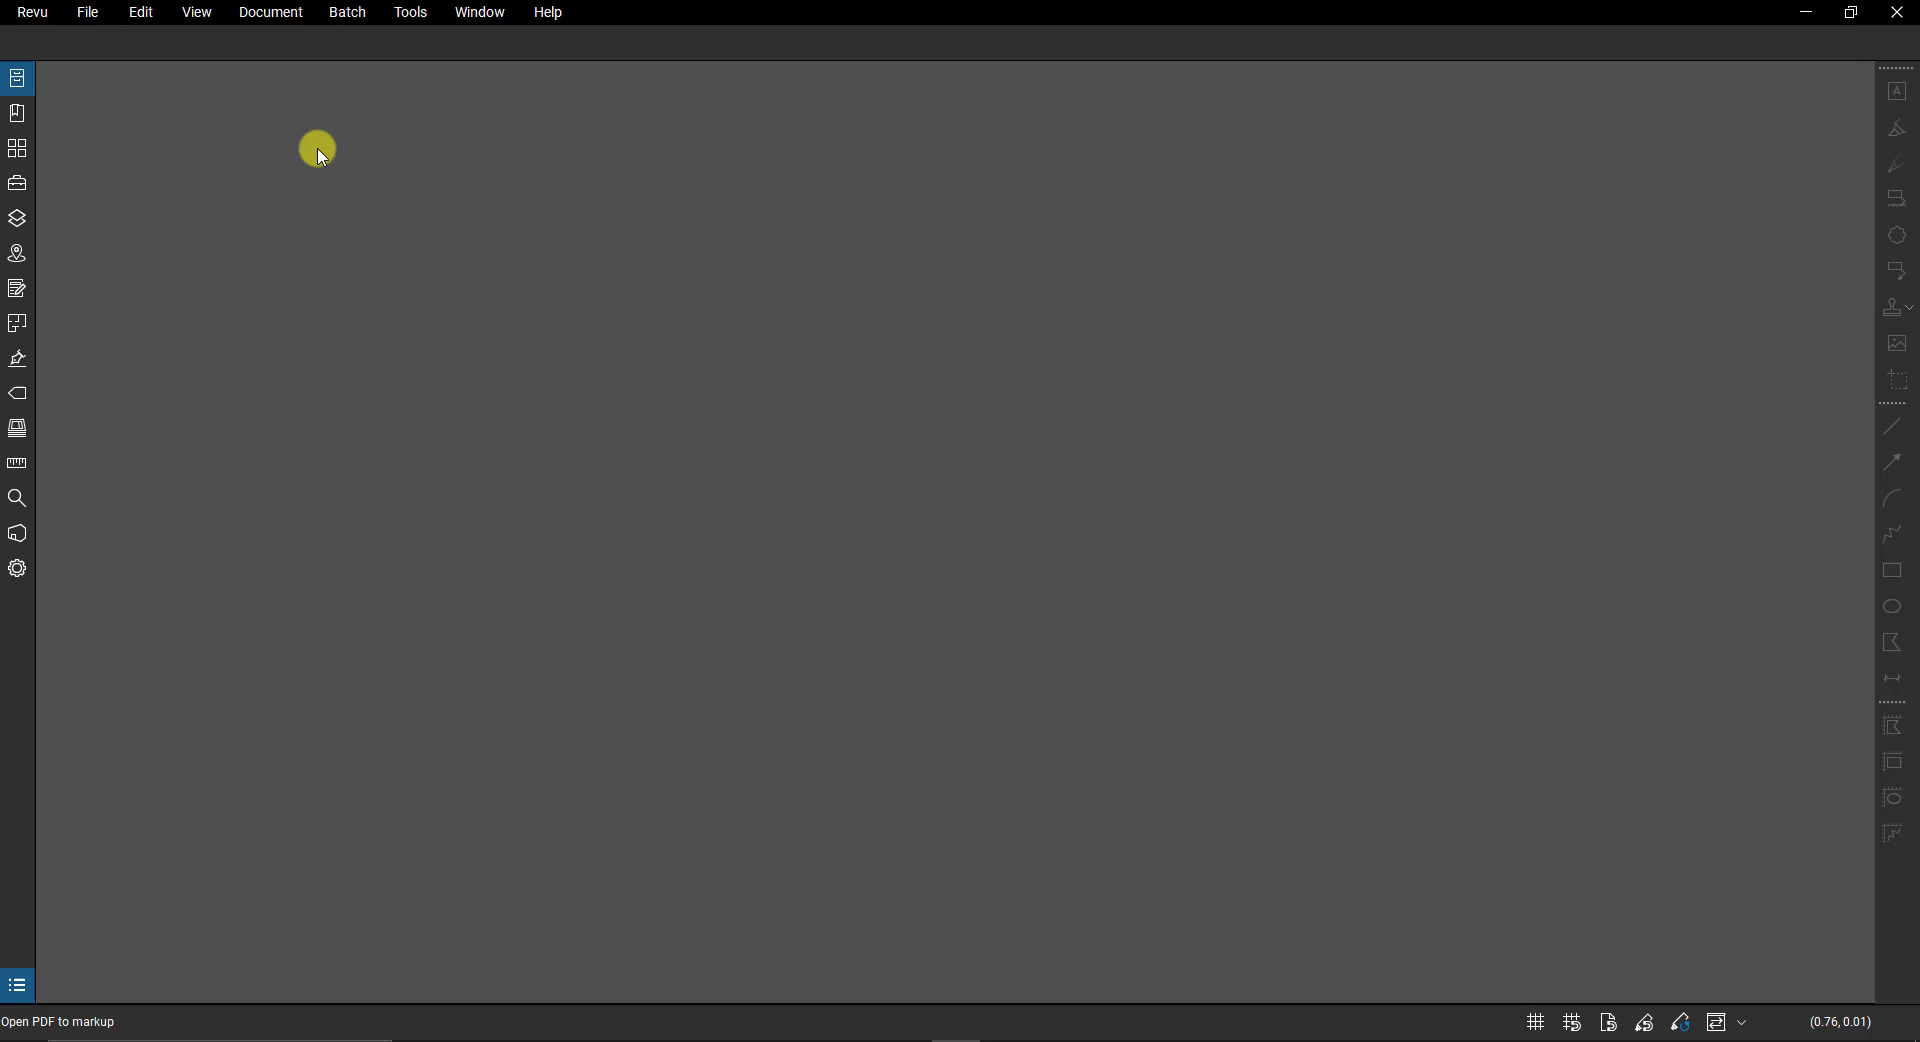 Revu File Edit View Document Batch Tools Window Help
A
Open PDF to markup
(0.76, 0.01)